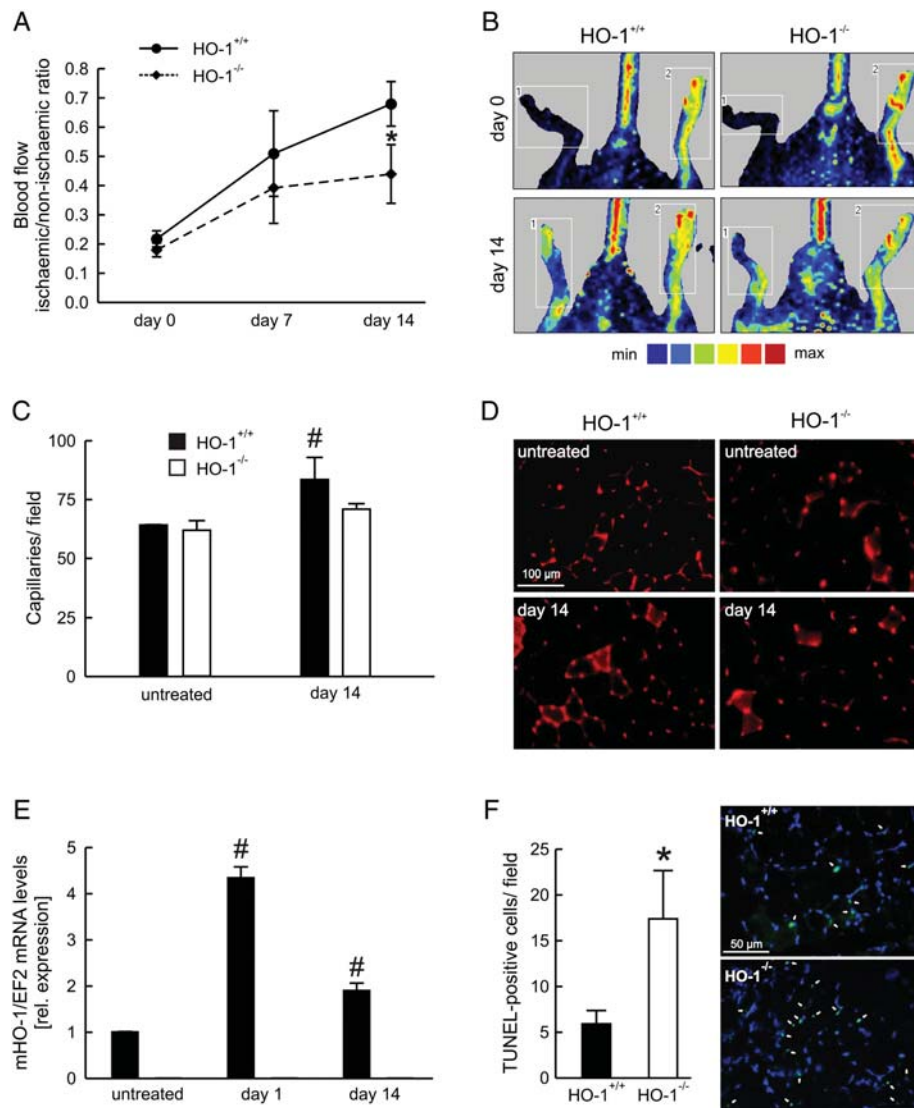 A
HO-1+/+
HO-1-/-
Blood flow
ischaemic/non-ischaemic ratio
0.8
0.7
0.6
0.5
0.4
0.3
0.2
0.1
0.0
*
day 0
day 7
day 14
B
HO-1+/+
HO-1-/-
day 0
1
2
1
2
day 14
1
2
1
2
min
max
C
HO-1+/+
HO-1-/-
Capillaries/ field
100
75
50
25
0
#
untreated
day 14
D
HO-1+/+
HO-1-/-
untreated
untreated
100 µm
day 14
day 14
E
mHO-1/EF2 mRNA levels
[rel. expression]
5
4
3
2
1
0
#
#
untreated
day 1
day 14
F
TUNEL-positive cells/ field
25
20
15
10
5
0
*
HO-1+/+
HO-1-/-
HO-1+/+
50 µm
HO-1-/-